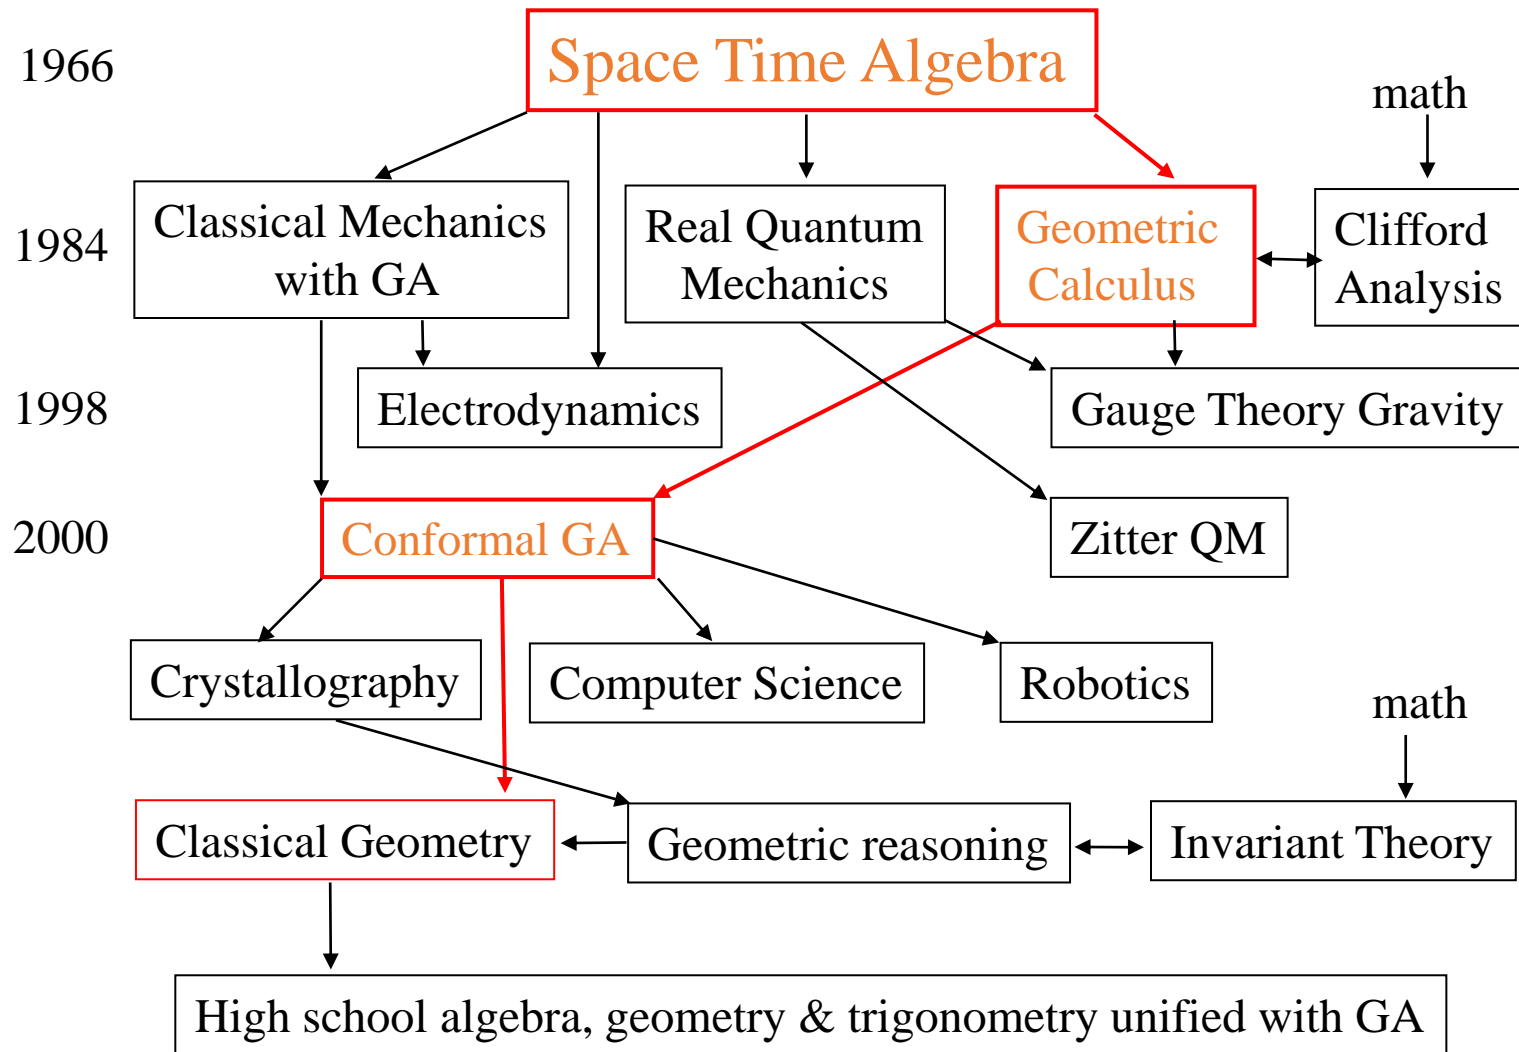 1966
Space Time Algebra
math
1984
Classical Mechanics
with GA
Real Quantum
Mechanics
Geometric
Calculus
Clifford
Analysis
1998
Electrodynamics
Gauge Theory Gravity
2000
Conformal GA
Zitter QM
Crystallography
Computer Science
Robotics
math
Classical Geometry
Geometric reasoning
Invariant Theory
High school algebra, geometry & trigonometry unified with GA